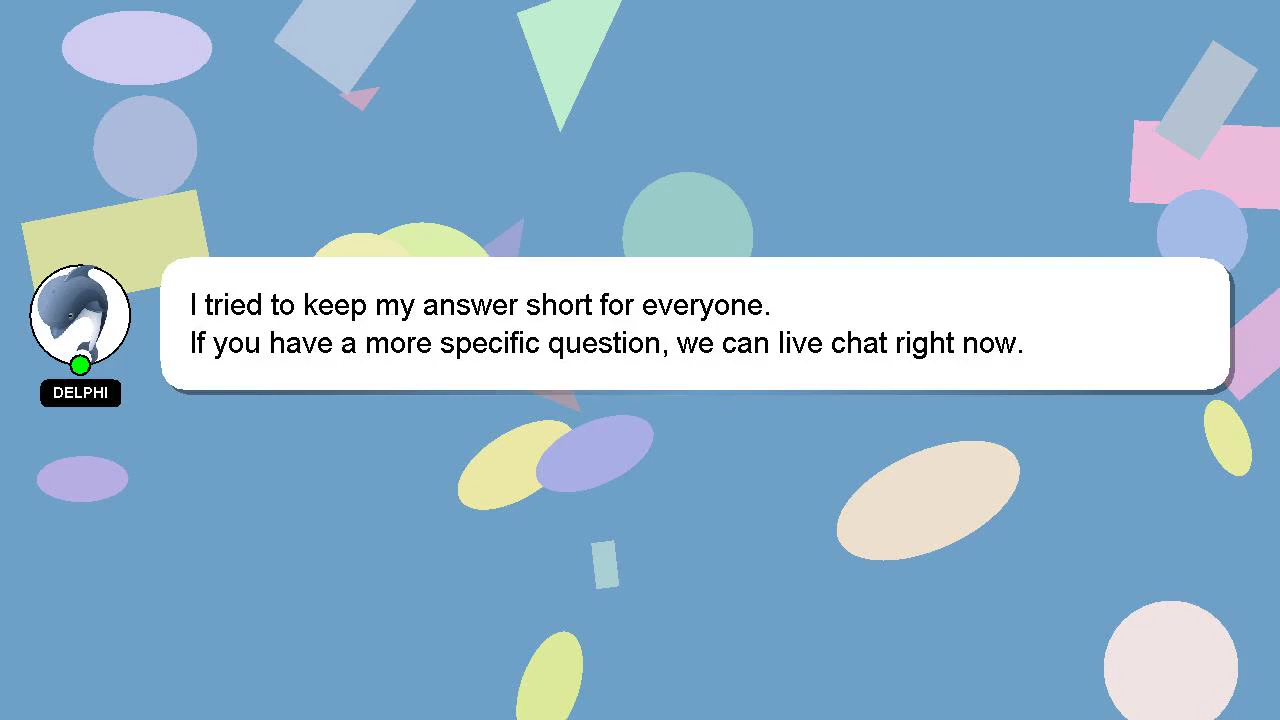 I tried to keep my answer short for everyone.
If you have a more specific question, we can live chat right now.
DELPHI